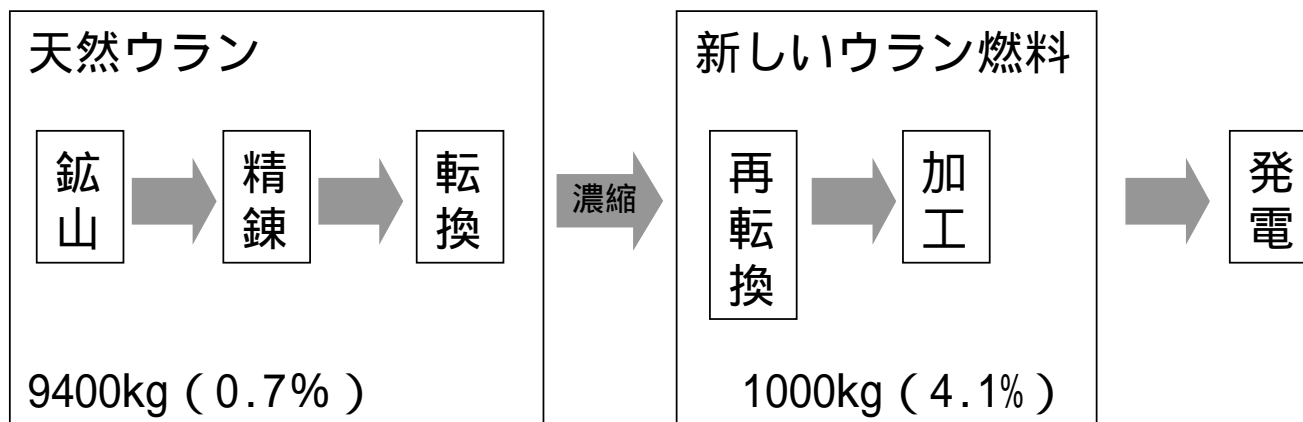 天然ウラン
鉱山
精錬
転換
9400kg(0.7%)
濃縮
新しいウラン燃料
再転換
加工
1000kg(4.1%)
発電